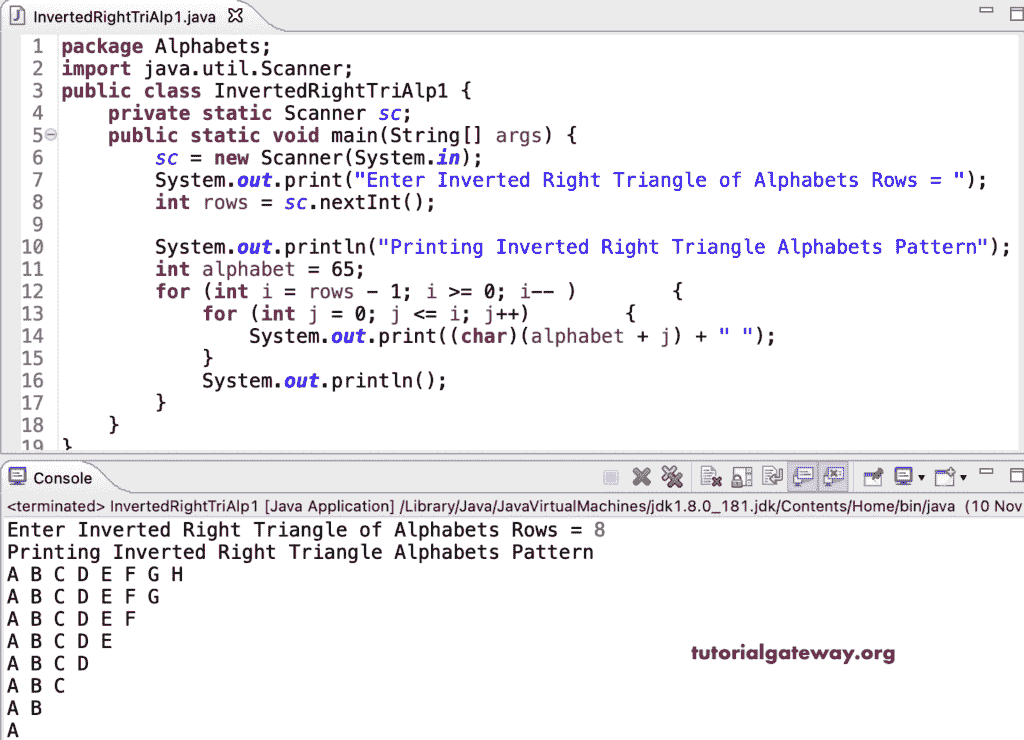 InvertedRightTriAlp1.java
1 package Alphabets;
2 import java.util.Scanner;
3 public class InvertedRightTriAlp1 {
4     private static Scanner sc;
5     public static void main(String[] args) {
6         sc = new Scanner(System.in);
7         System.out.print("Enter Inverted Right Triangle of Alphabets Rows = ");
8         int rows = sc.nextInt();
9
10         System.out.println("Printing Inverted Right Triangle Alphabets Pattern");
11         int alphabet = 65;
12         for (int i = rows - 1; i >= 0; i-- )        {
13             for (int j = 0; j <= i; j++)        {
14                 System.out.print((char)(alphabet + j) + " ");
15             }
16             System.out.println();
17         }
18     }
19 }
Console
<terminated> InvertedRightTriAlp1 [Java Application] /Library/Java/JavaVirtualMachines/jdk1.8.0_181.jdk/Contents/Home/bin/java (10 Nov
Enter Inverted Right Triangle of Alphabets Rows = 8
Printing Inverted Right Triangle Alphabets Pattern
A B C D E F G H
A B C D E F G
A B C D E F
A B C D E
A B C D
A B C
A B
A
tutorialgateway.org